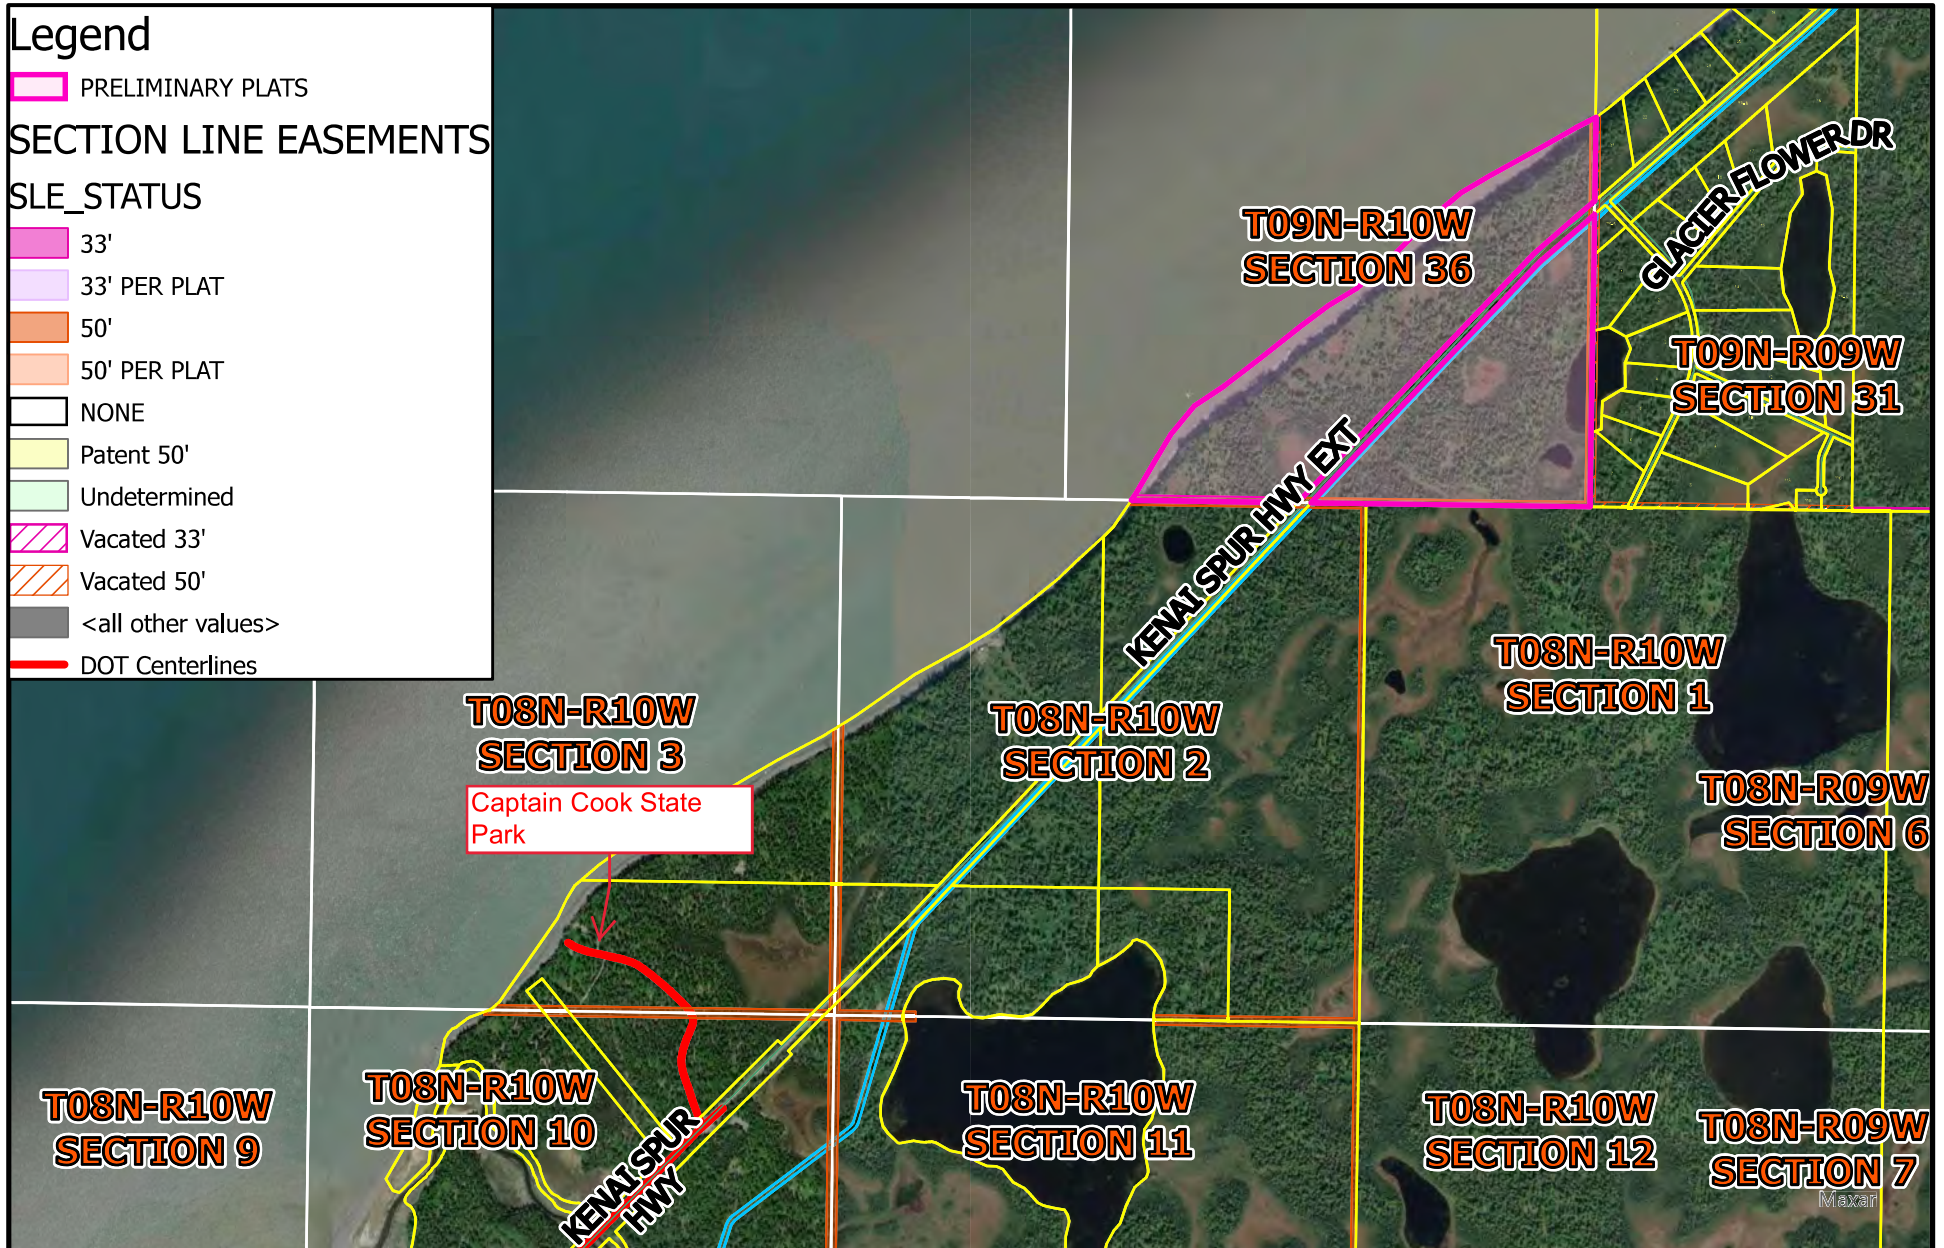 Legend
PRELIMINARY PLATS
SECTION LINE EASEMENTS
SLE_STATUS
33'
33' PER PLAT
50'
50' PER PLAT
NONE
Patent 50'
Undetermined
Vacated 33'
Vacated 50'
<all other values>
DOT Centerlines
GLACIER FLOWER DR
T09N-R10W
SECTION 36
T09N-R09W
SECTION 31
KENAI SPUR HWY EXT
T08N-R10W
SECTION 1
T08N-R10W
SECTION 3
T08N-R10W
SECTION 2
T08N-R09W
SECTION 6
Captain Cook State
Park
T08N-R10W
SECTION 9
T08N-R10W
SECTION 10
T08N-R10W
SECTION 11
T08N-R10W
SECTION 12
T08N-R09W
SECTION 7
KENAI SPUR
HWY
Maxar